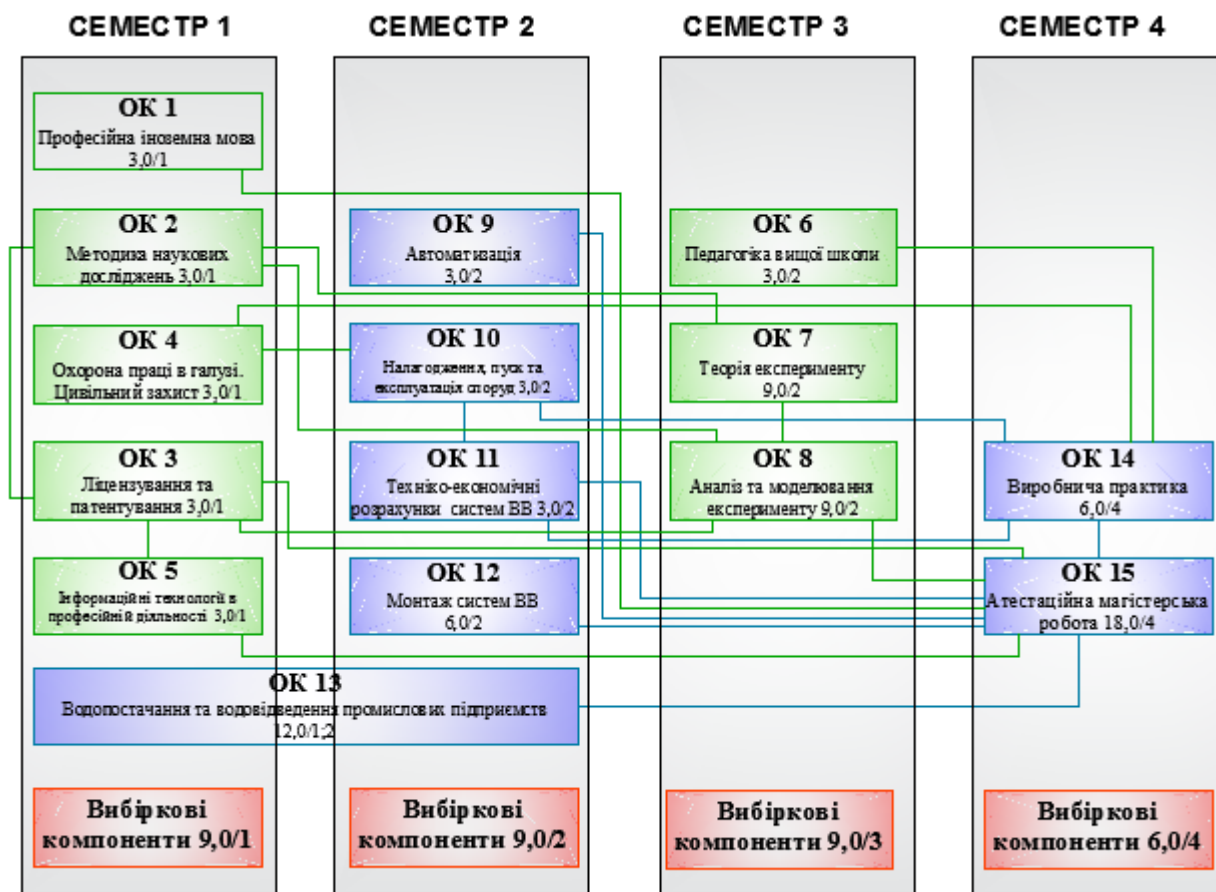 СЕМЕСТР 1
СЕМЕСТР 2
СЕМЕСТР 3
СЕМЕСТР 4
ОК 1
Професійна іноземна мова
3,0/1
ОК 2
Методика наукових
досліджень 3,0/1
ОК 4
Охорона праці в галузі.
Цивільний захист 3,0/1
ОК 3
Ліцензування та
патентування 3,0/1
ОК 5
Інформаційні технології в
професійній діяльності 3,0/1
ОК 13
Водопостачання та водовідведення промислових підприємств
12,0/1;2
Вибіркові
компоненти 9,0/1
ОК 9
Автоматизація
3,0/2
ОК 10
Налагодження, пуск та
експлуатація споруд 3,0/2
ОК 11
Техніко-економічні
розрахунки систем ВВ 3,0/2
ОК 12
Монтаж систем ВВ
6,0/2
Вибіркові
компоненти 9,0/2
ОК 6
Педагогіка вищої школи
3,0/2
ОК 7
Теорія експерименту
9,0/2
ОК 8
Аналіз та моделювання
експерименту 9,0/2
Вибіркові
компоненти 9,0/3
ОК 14
Виробнича практика
6,0/4
ОК 15
Атестаційна магістерська
робота 18,0/4
Вибіркові
компоненти 6,0/4